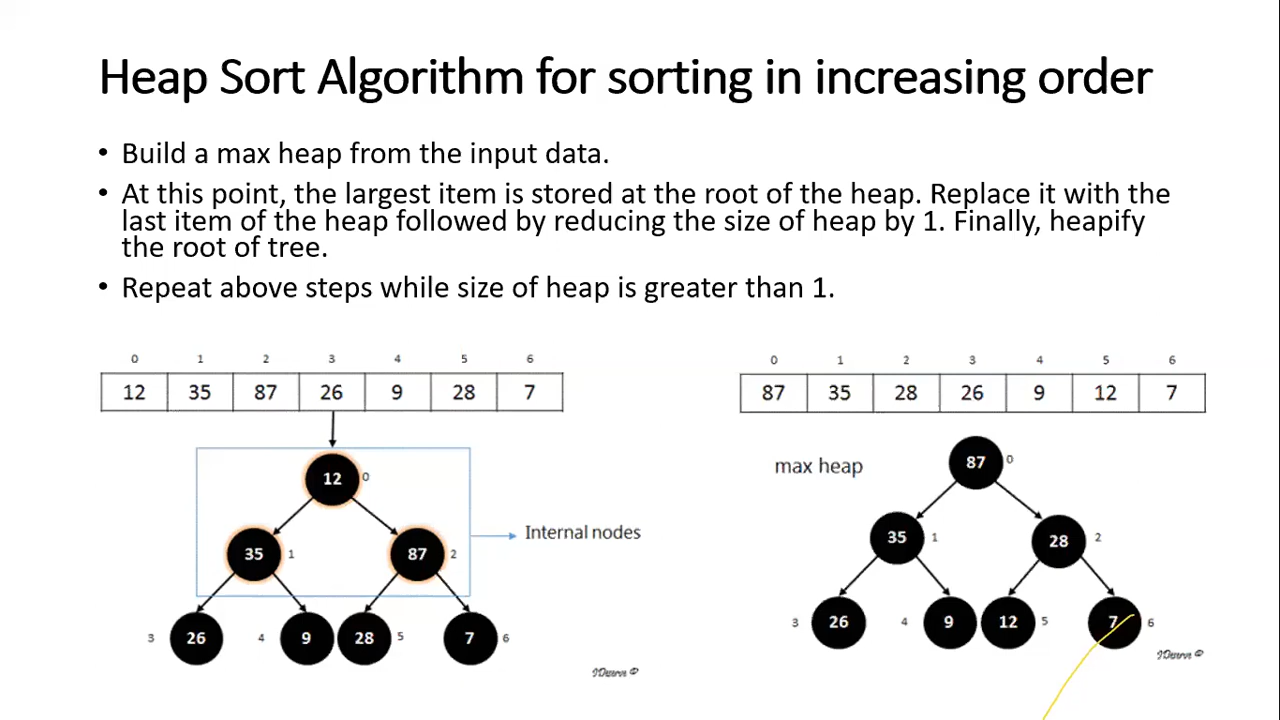 Heap Sort Algorithm for sorting in increasing order
• Build a max heap from the input data.
• At this point, the largest item is stored at the root of the heap. Replace it with the
last item of the heap followed by reducing the size of heap by 1. Finally, heapify
the root of tree.
• Repeat above steps while size of heap is greater than 1.
0 1 2 3 4 5 6
12 35 87 26 9 28 7
12 0
35 1 87 2
Internal nodes
3 26 4 9 28 5 7 6
0 1 2 3 4 5 6
87 35 28 26 9 12 7
max heap
87 0
35 1 28 2
3 26 4 9 12 5 7 6